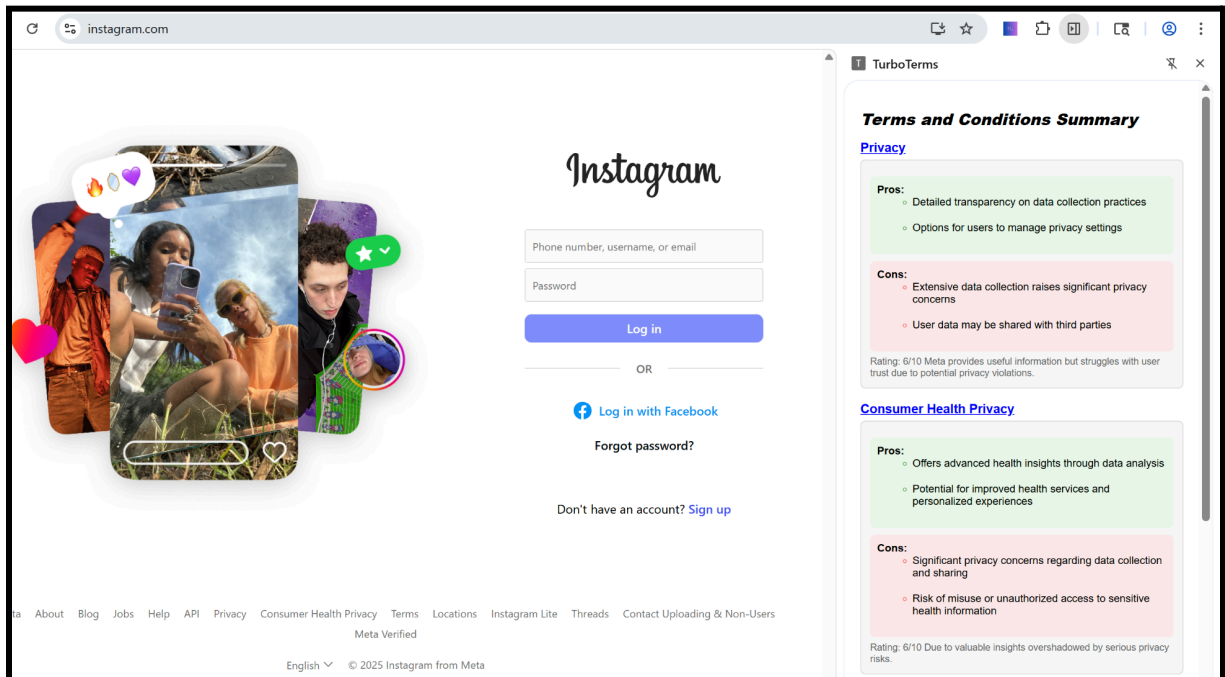 instagram.com
TurboTerms
Instagram
Phone number, username, or email
Password
Log in
OR
Log in with Facebook
Forgot password?
Don't have an account? Sign up
About Blog Jobs Help API Privacy Consumer Health Privacy Terms Locations Instagram Lite Threads Contact Uploading & Non-Users
Meta Verified
English © 2025 Instagram from Meta
Terms and Conditions Summary
Privacy
Pros:
Detailed transparency on data collection practices
Options for users to manage privacy settings
Cons:
Extensive data collection raises significant privacy
concerns
User data may be shared with third parties
Rating: 6/10 Meta provides useful information but struggles with user
trust due to potential privacy violations.
Consumer Health Privacy
Pros:
Offers advanced health insights through data analysis
Potential for improved health services and
personalized experiences
Cons:
Significant privacy concerns regarding data collection
and sharing
Risk of misuse or unauthorized access to sensitive
health information
Rating: 6/10 Due to valuable insights overshadowed by serious privacy
risks.